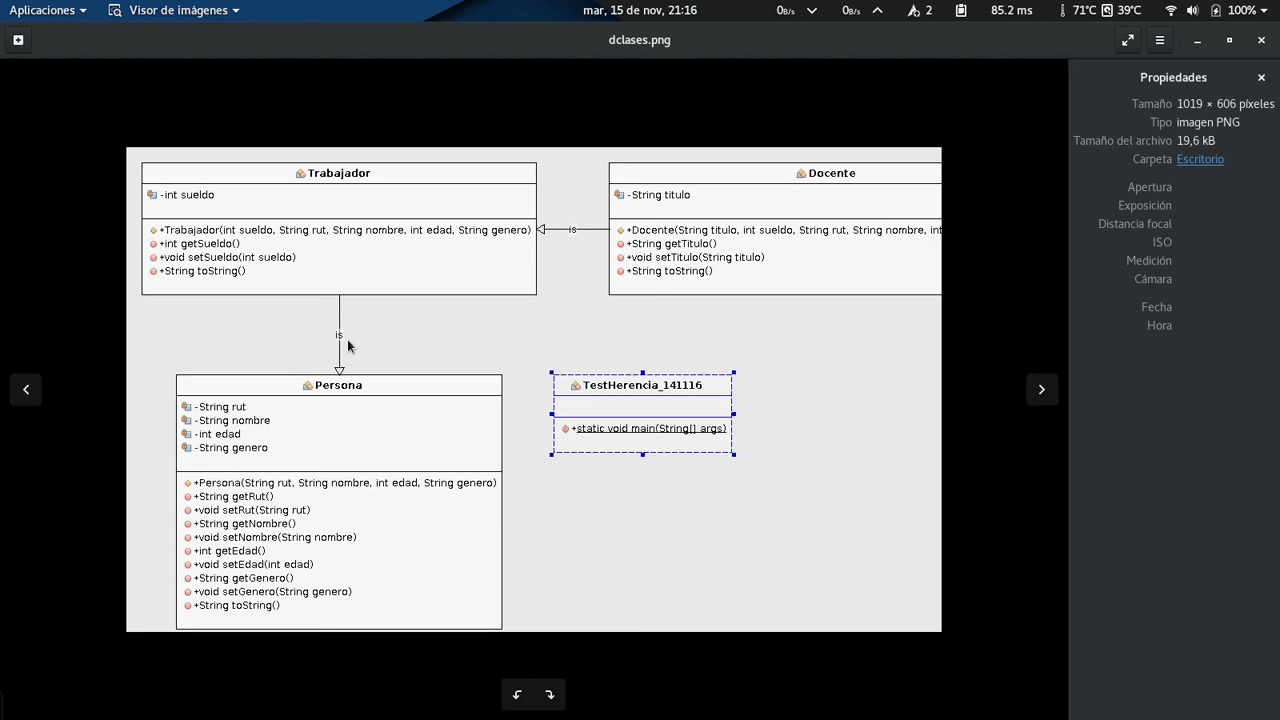 Aplicaciones
Visor de imágenes
mar, 15 de nov, 21:16
0B/s
0B/s
2
85.2 ms
71°C
39°C
100%
dclases.png
Propiedades
Tamaño 1019 × 606 píxeles
Tipo imagen PNG
Tamaño del archivo 19,6 kB
Carpeta Escritorio
Apertura
Exposición
Distancia focal
ISO
Medición
Cámara
Fecha
Hora
Trabajador
-int sueldo
+Trabajador(int sueldo, String rut, String nombre, int edad, String genero)
+int getSueldo()
+void setSueldo(int sueldo)
+String toString()
is
Docente
-String titulo
+Docente(String titulo, int sueldo, String rut, String nombre, int
+String getTitulo()
+void setTitulo(String titulo)
+String toString()
is
Persona
-String rut
-String nombre
-int edad
-String genero
+Persona(String rut, String nombre, int edad, String genero)
+String getRut()
+void setRut(String rut)
+String getNombre()
+void setNombre(String nombre)
+int getEdad()
+void setEdad(int edad)
+String getGenero()
+void setGenero(String genero)
+String toString()
TestHerencia_141116
+static void main(String[] args)